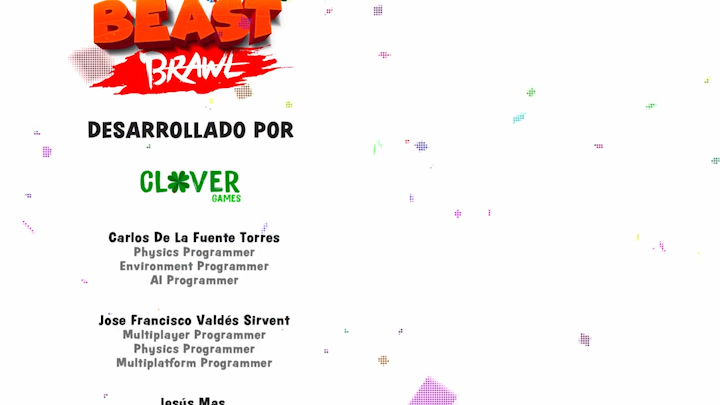 BEAST
BRAWL
DESARROLLADO POR
CLOVER
GAMES
Carlos De La Fuente Torres
Physics Programmer
Environment Programmer
AI Programmer
Jose Francisco Valdés Sirvent
Multiplayer Programmer
Physics Programmer
Multiplatform Programmer
Jesús Mas